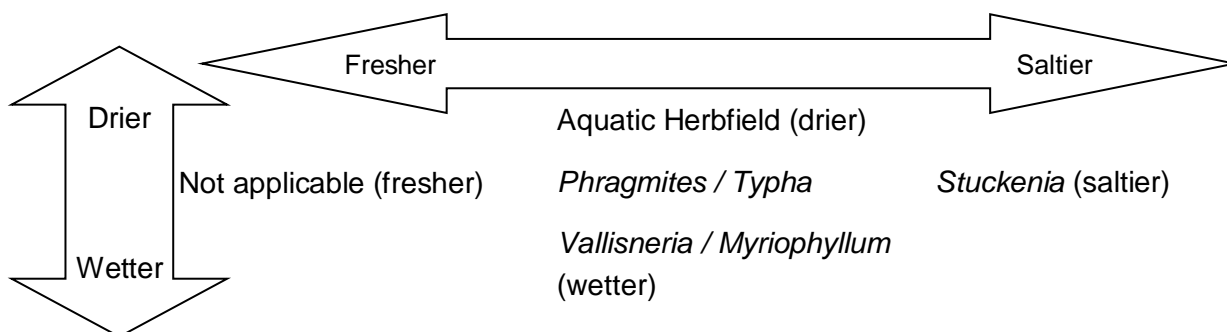 Fresher
Saltier
Drier
Aquatic Herbfield (drier)
Not applicable (fresher)
Phragmites / Typha
Stuckenia (saltier)
Vallisneria / Myriophyllum
(wetter)
Wetter